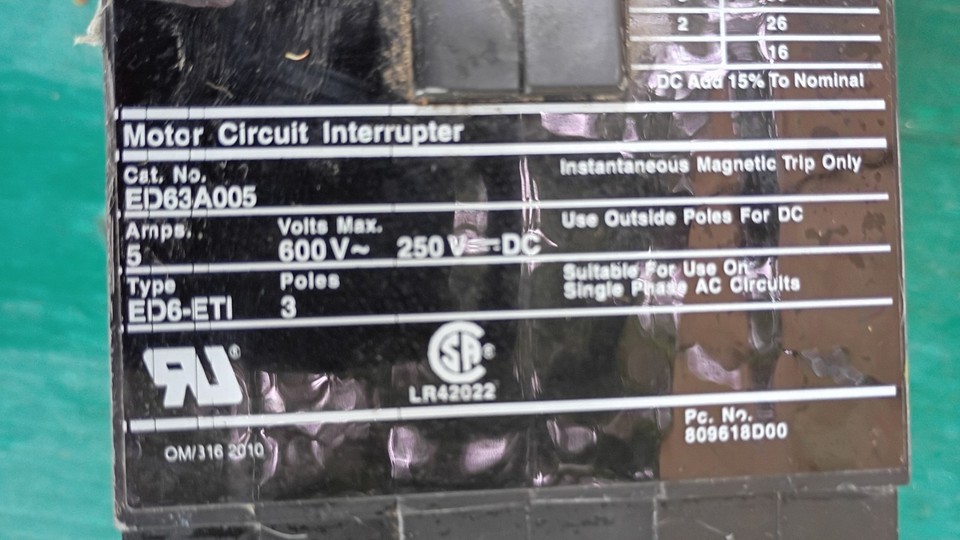 2 26
16
DC Add 15% To Nominal
Motor Circuit Interrupter
Cat. No.
ED63A005
Instantaneous Magnetic Trip Only
Amps.
5
Volts Max.
600 V~ 250 V⎓DC
Use Outside Poles For DC
Type
ED6-ETI
Poles
3
Suitable For Use On
Single Phase AC Circuits
RU®
SA®
LR42022
Pc. No.
809618D00
OM/316 2010